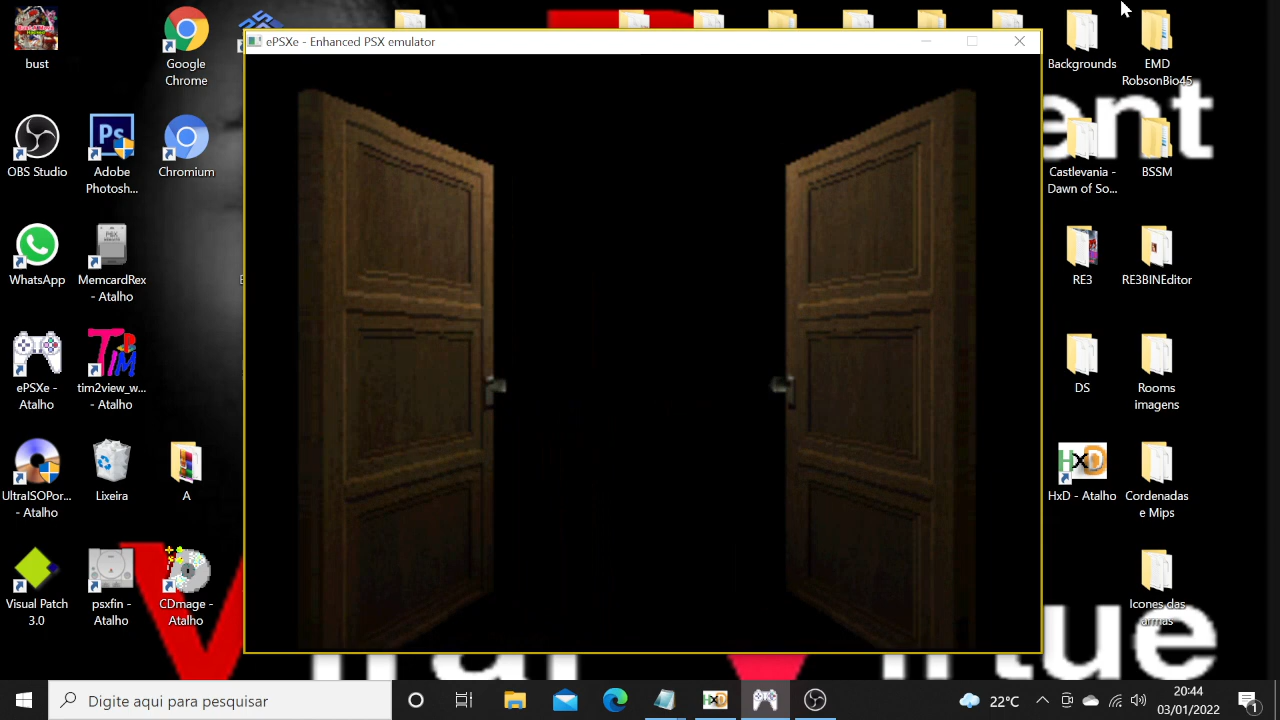 ePSXe - Enhanced PSX emulator
bust
Google
Chrome
Backgrounds
EMD
RobsonBio45
ent
OBS Studio
Adobe
Photosh...
Chromium
Castlevania -
Dawn of So...
BSSM
WhatsApp
MemcardRex
- Atalho
RE3
RE3BINEditor
ePSXe -
Atalho
tim2view_w...
- Atalho
DS
Rooms
imagens
UltraISOPor...
- Atalho
Lixeira
A
HxD - Atalho
Cordenadas
e Mips
Visual Patch
3.0
psxfin -
Atalho
CDmage -
Atalho
Icones das
armas
Digite aqui para pesquisar
22°C
20:44
03/01/2022
1